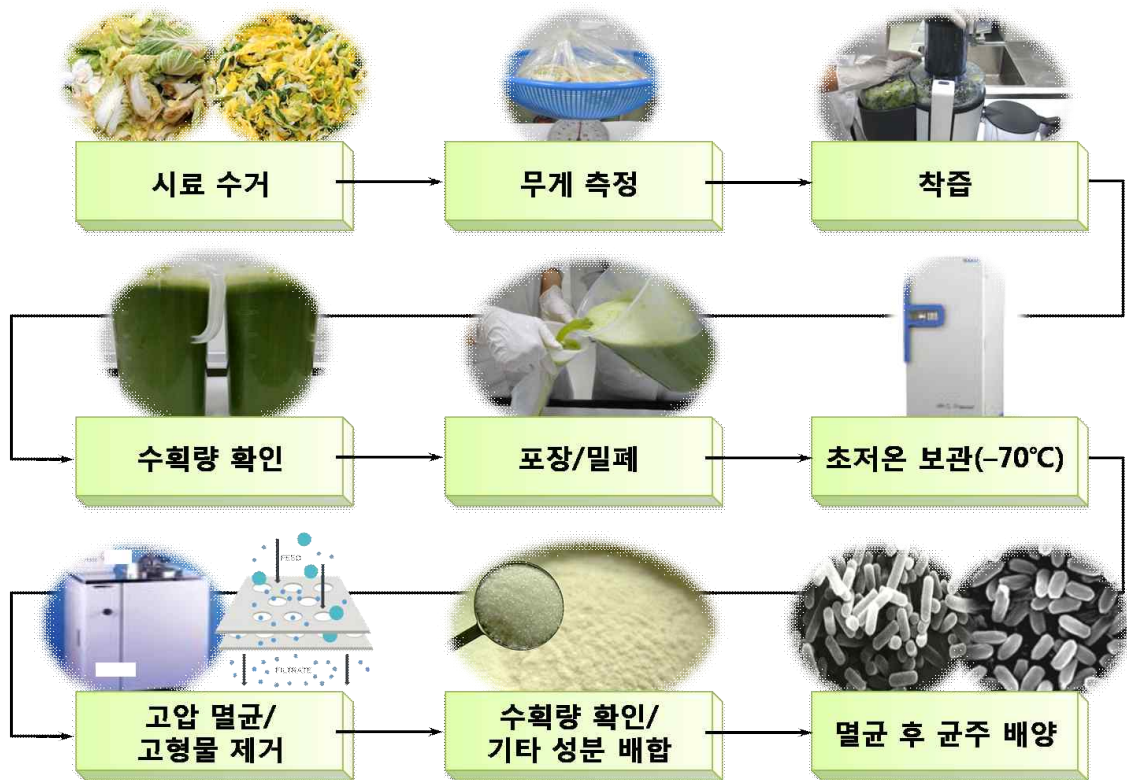 시료 수거
무게 측정
착즙
수획량 확인
포장/밀폐
초저온 보관(–70℃)
FEED
FILTRATE
고압 멸균/
고형물 제거
수획량 확인/
기타 성분 배합
멸균 후 균주 배양